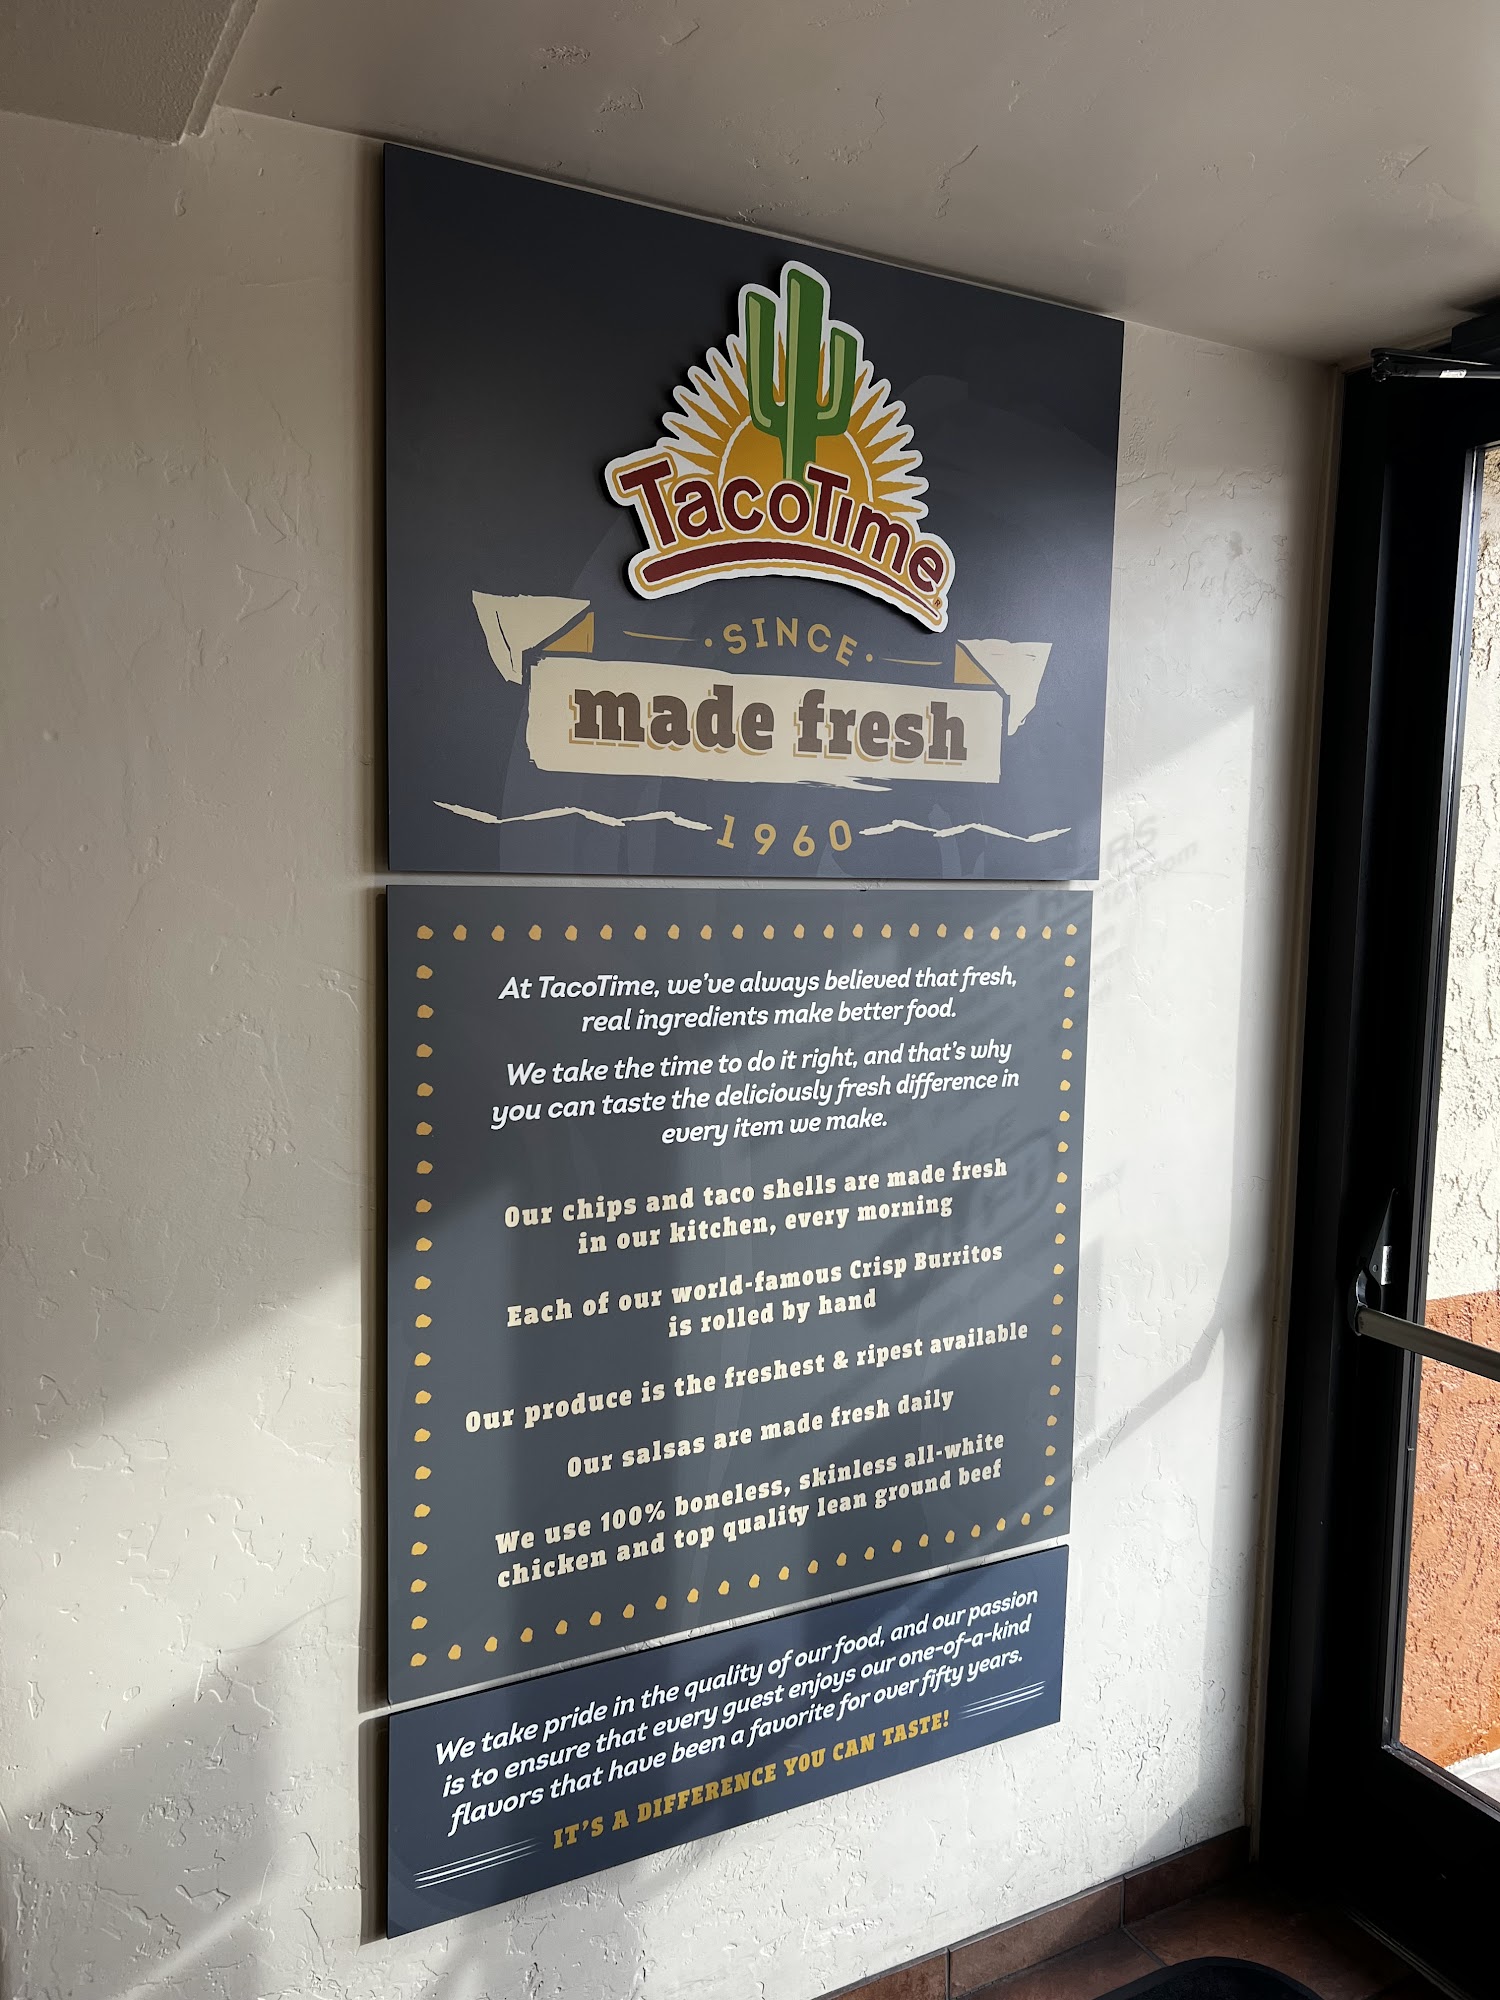 TacoTime
SINCE
made fresh
1960
At TacoTime, we've always believed that fresh,
real ingredients make better food.
We take the time to do it right, and that's why
you can taste the deliciously fresh difference in
every item we make.
Our chips and taco shells are made fresh
in our kitchen, every morning
Each of our world-famous Crisp Burritos
is rolled by hand
Our produce is the freshest & ripest available
Our salsas are made fresh daily
We use 100% boneless, skinless all-white
chicken and top quality lean ground beef
We take pride in the quality of our food, and our passion
is to ensure that every guest enjoys our one-of-a-kind
flavors that have been a favorite for over fifty years.
IT'S A DIFFERENCE YOU CAN TASTE!